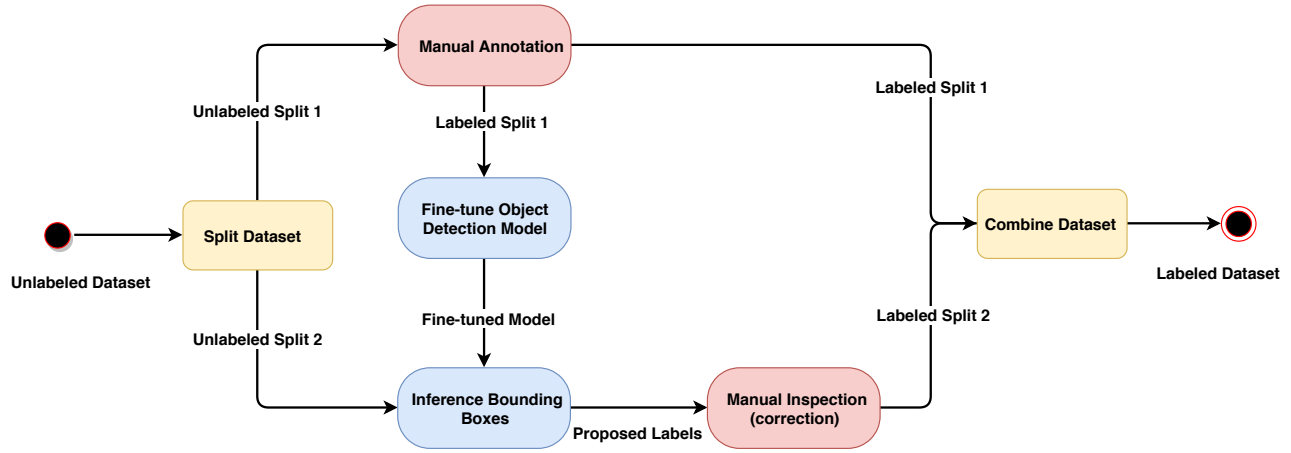 Manual Annotation
Unlabeled Split 1
Labeled Split 1
Labeled Split 1
Fine-tune Object
Detection Model
Split Dataset
Combine Dataset
Unlabeled Dataset
Labeled Dataset
Unlabeled Split 2
Fine-tuned Model
Labeled Split 2
Inference Bounding
Boxes
Proposed Labels
Manual Inspection
(correction)